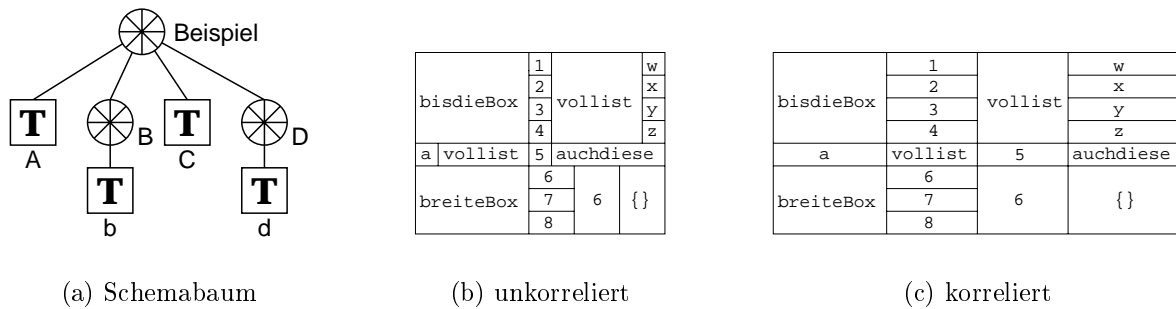 Beispiel
T B T D
A C
T T
b d
bisdieBox 1 2 3 4 vollist w x y z
a vollist 5 auchdiese
breiteBox 6 7 8 6 {}
bisdieBox 1 2 3 4 vollist w x y z
a vollist 5 auchdiese
breiteBox 6 7 8 6 {}
(a) Schemabaum
(b) unkorreliert
(c) korreliert